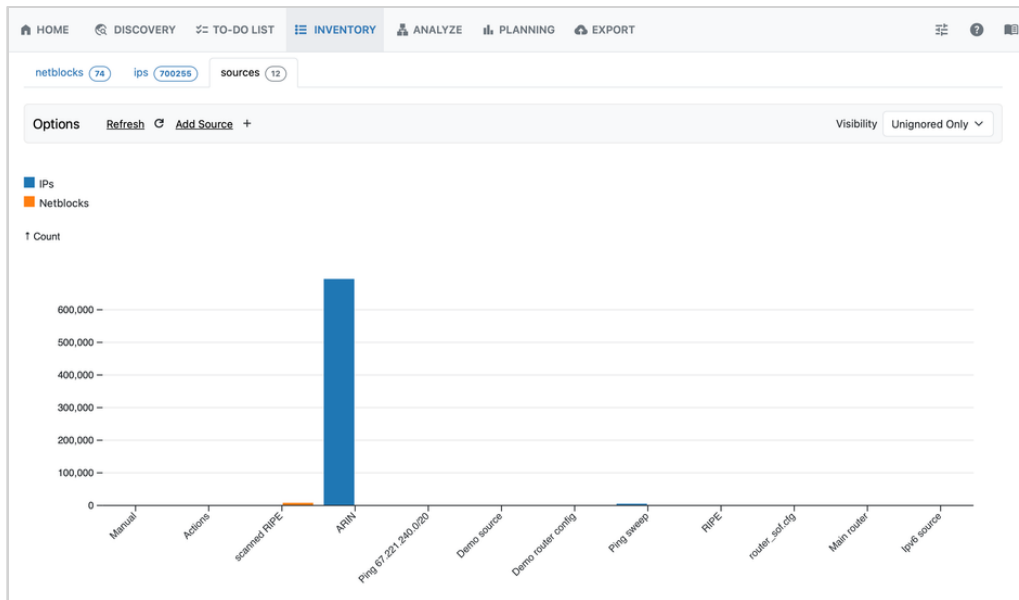 HOME DISCOVERY TO-DO LIST INVENTORY ANALYZE PLANNING EXPORT
netblocks 74 ips 700255 sources 12
Options Refresh Add Source + Visibility Unignored Only
IPs
Netblocks
↑ Count
600,000
500,000
400,000
300,000
200,000
100,000
0
Manual
Actions
scanned RIPE
ARIN
Ping 67.221.240.0/20
Demo source
Demo router config
Ping sweep
RIPE
router_sol.cfg
Main router
Ipv6 source